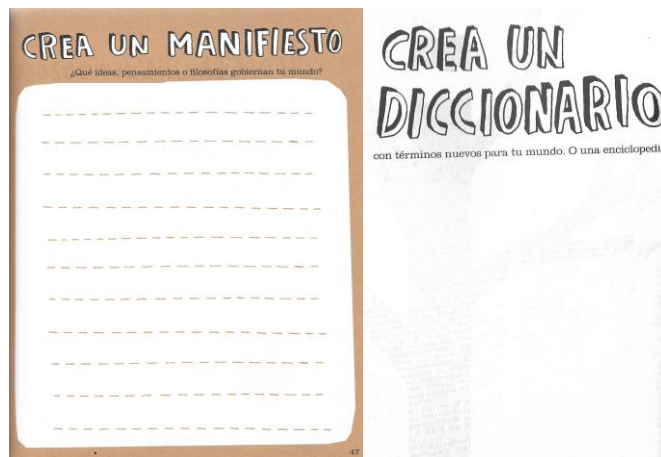 CREA UN MANIFIESTO
¿Qué ideas, pensamientos o filosofías gobiernan tu mundo?
47
CREA UN
DICCIONARIO
con términos nuevos para tu mundo. O una enciclopedi